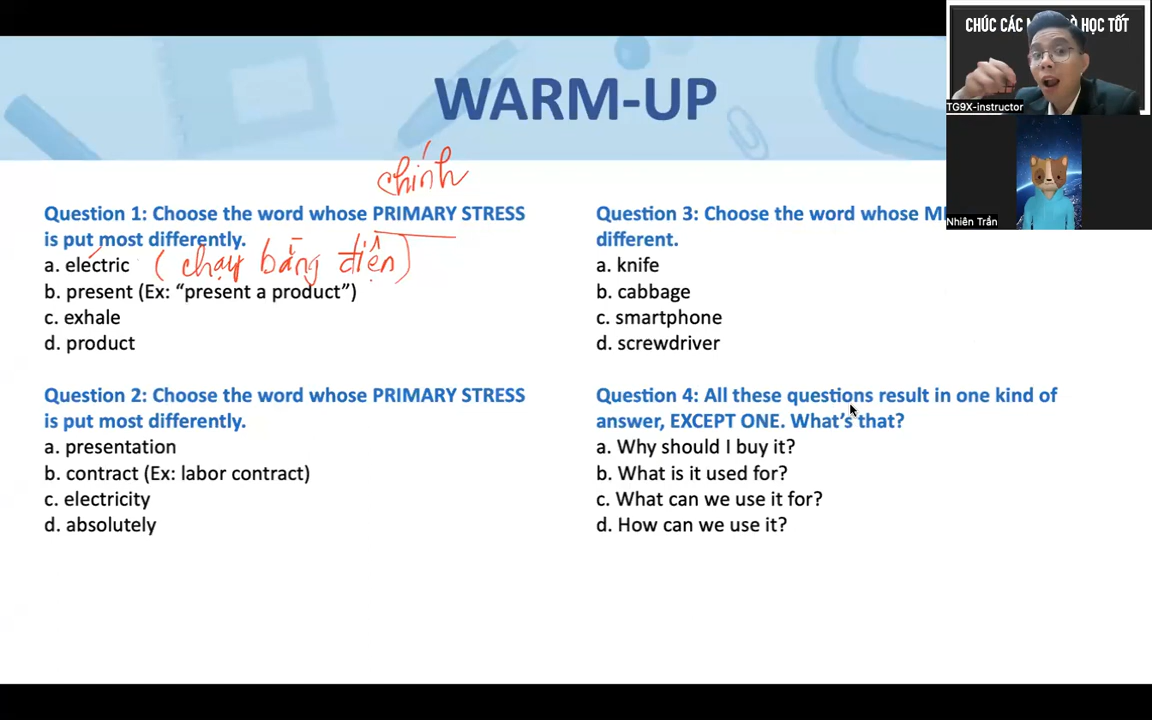 CHÚC CÁC HỌC TỐT
TG9X-instructor
Nhiên Trần
WARM-UP
chính
Question 1: Choose the word whose PRIMARY STRESS
is put most differently.
a. electric (chạy bằng điện)
b. present (Ex: “present a product”)
c. exhale
d. product
Question 2: Choose the word whose PRIMARY STRESS
is put most differently.
a. presentation
b. contract (Ex: labor contract)
c. electricity
d. absolutely
Question 3: Choose the word whose
different.
a. knife
b. cabbage
c. smartphone
d. screwdriver
Question 4: All these questions result in one kind of
answer, EXCEPT ONE. What’s that?
a. Why should I buy it?
b. What is it used for?
c. What can we use it for?
d. How can we use it?